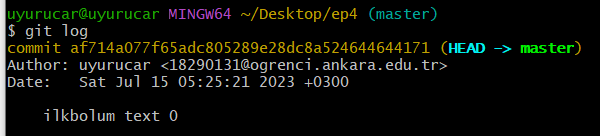 uyurucar@uyurucar MINGW64 ~/Desktop/ep4 (master)
$ git log
commit af714a077f65adc805289e28dc8a524644644171 (HEAD -> master)
Author: uyurucar <18290131@ogrenci.ankara.edu.tr>
Date:   Sat Jul 15 05:25:21 2023 +0300
    ilkbolum text 0